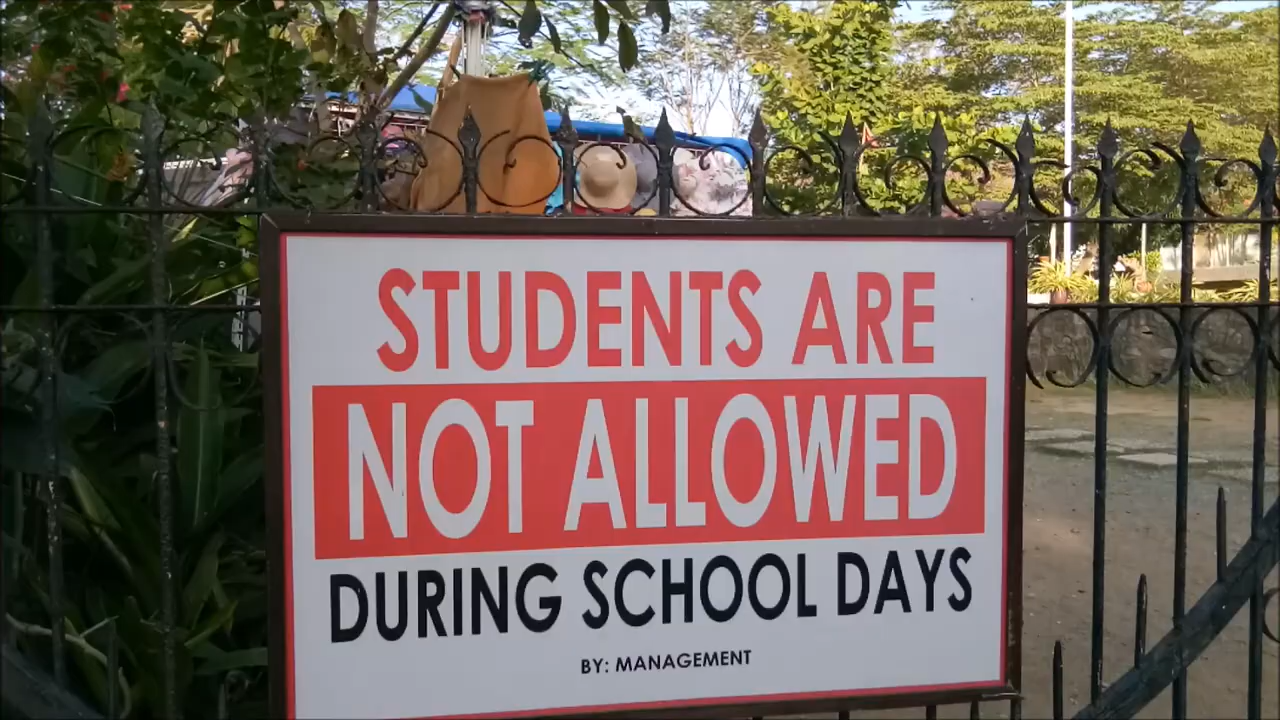 STUDENTS ARE
NOT ALLOWED
DURING SCHOOL DAYS
BY: MANAGEMENT